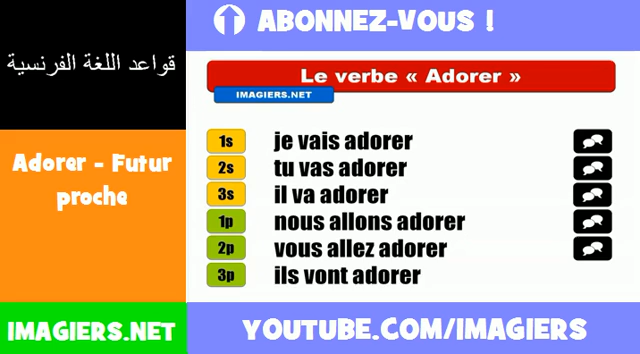 ABONNEZ-VOUS !
قواعد اللغة الفرنسية
Le verbe « Adorer »
IMAGIERS.NET
Adorer - Futur
proche
1s je vais adorer
2s tu vas adorer
3s il va adorer
1p nous allons adorer
2p vous allez adorer
3p ils vont adorer
IMAGIERS.NET
YOUTUBE.COM/IMAGIERS